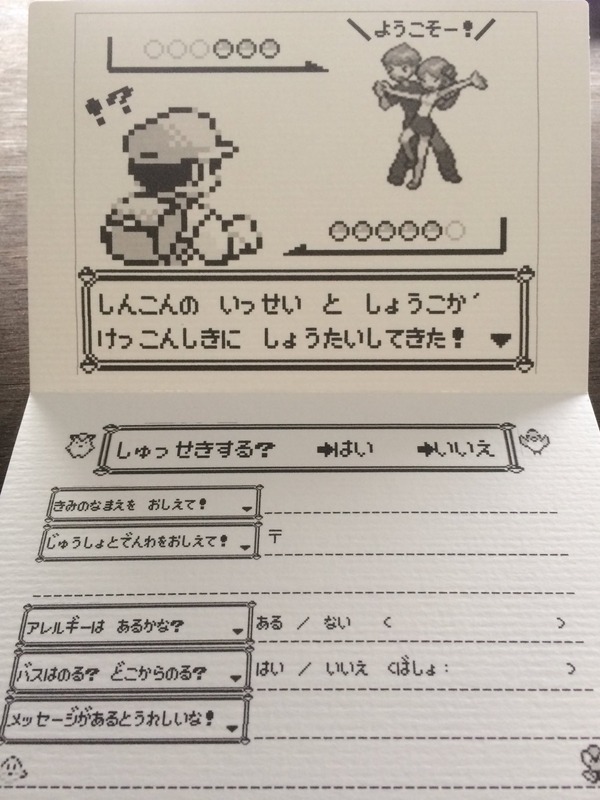 ＼ようこそー！／
！？
しんこんの　いっせい　と　しょうこが
けっこんしきに　しょうたいしてきた！
しゅっせきする？　➡はい　➡いいえ
きみのなまえを　おしえて！
じゅうしょとでんわをおしえて！　〒
アレルギーは　あるかな？　ある　／　ない　（　　　）
バスはのる？　どこからのる？　はい　／　いいえ　（ばしょ：　　　）
メッセージがあるとうれしいな！